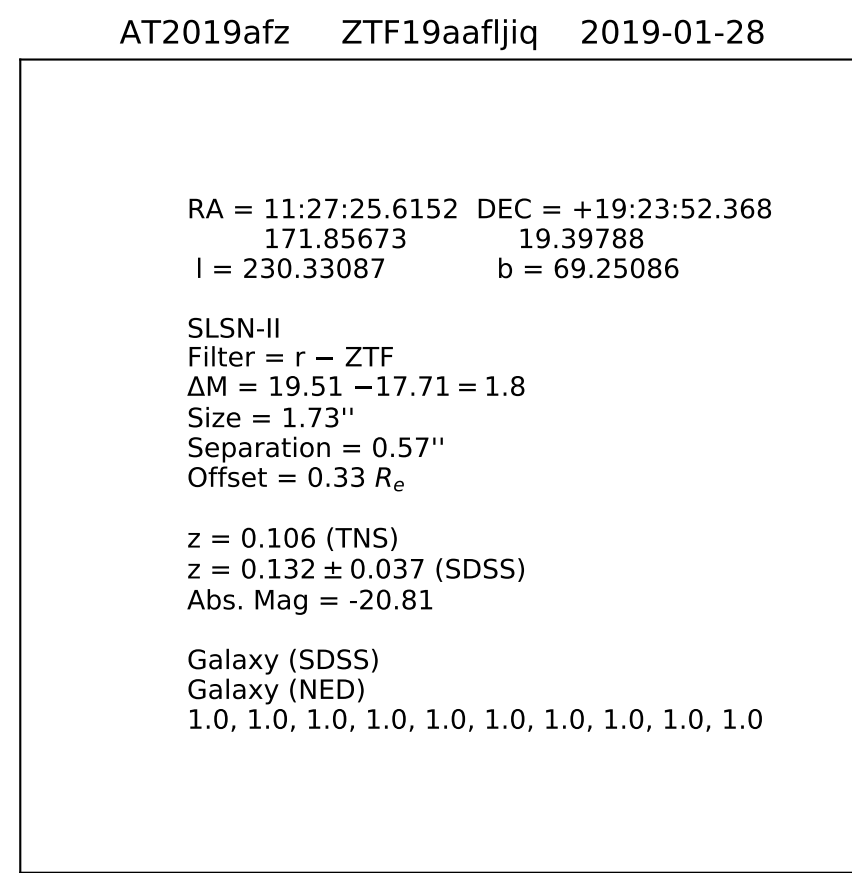 AT2019afz ZTF19aafljiq 2019-01-28
RA = 11:27:25.6152 DEC = +19:23:52.368
171.85673 19.39788
l = 230.33087 b = 69.25086
SLSN-II
Filter = r − ZTF
ΔM = 19.51 −17.71 = 1.8
Size = 1.73''
Separation = 0.57''
Offset = 0.33 Rₑ
z = 0.106 (TNS)
z = 0.132 ± 0.037 (SDSS)
Abs. Mag = -20.81
Galaxy (SDSS)
Galaxy (NED)
1.0, 1.0, 1.0, 1.0, 1.0, 1.0, 1.0, 1.0, 1.0, 1.0